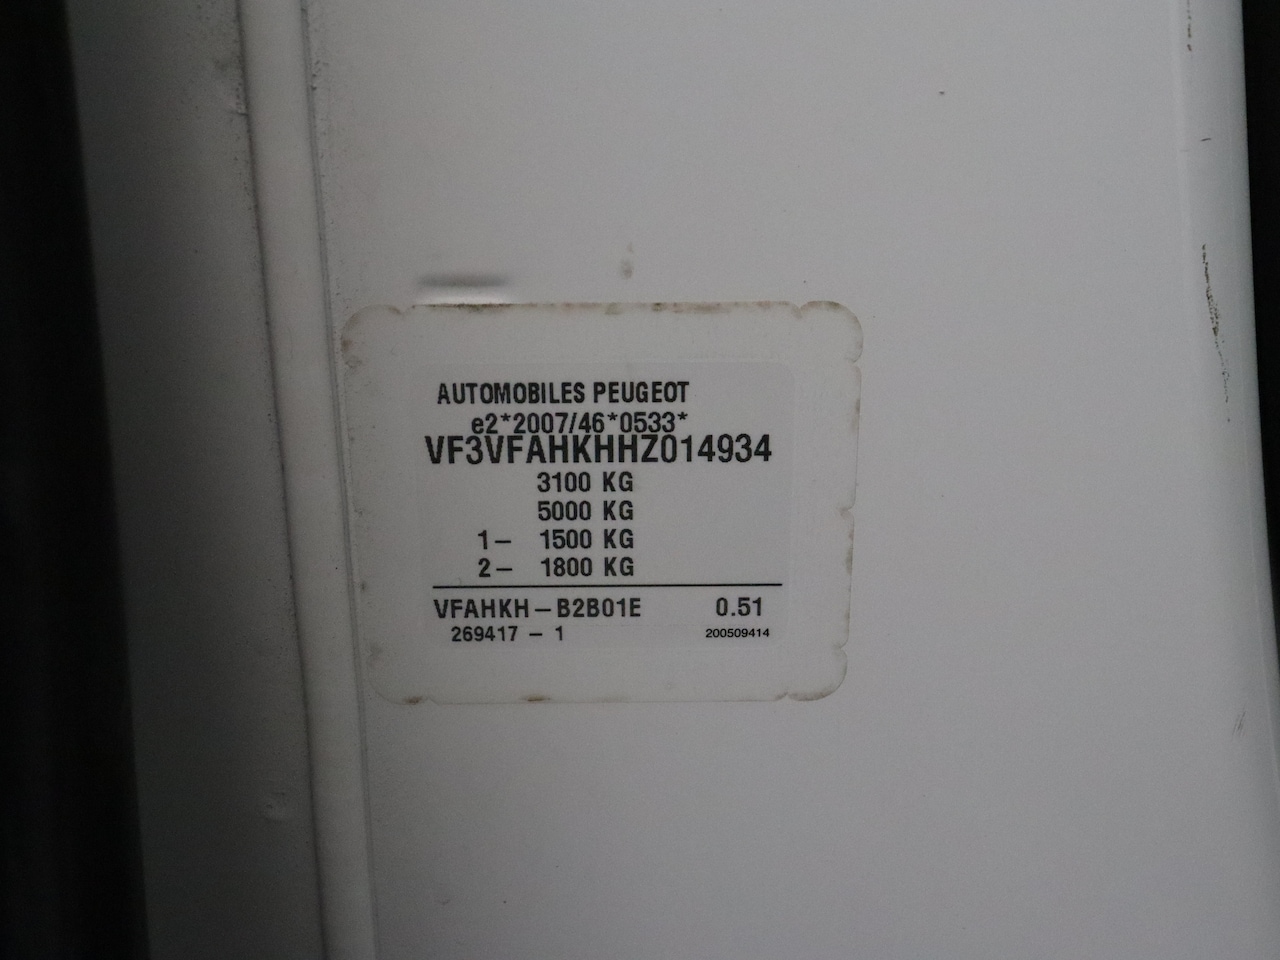 AUTOMOBILES PEUGEOT
e2*2007/46*0533*
VF3VFAHKHHZ014934
3100 KG
5000 KG
1- 1500 KG
2- 1800 KG
VFAHKH-B2B01E 0.51
269417 - 1 200509414